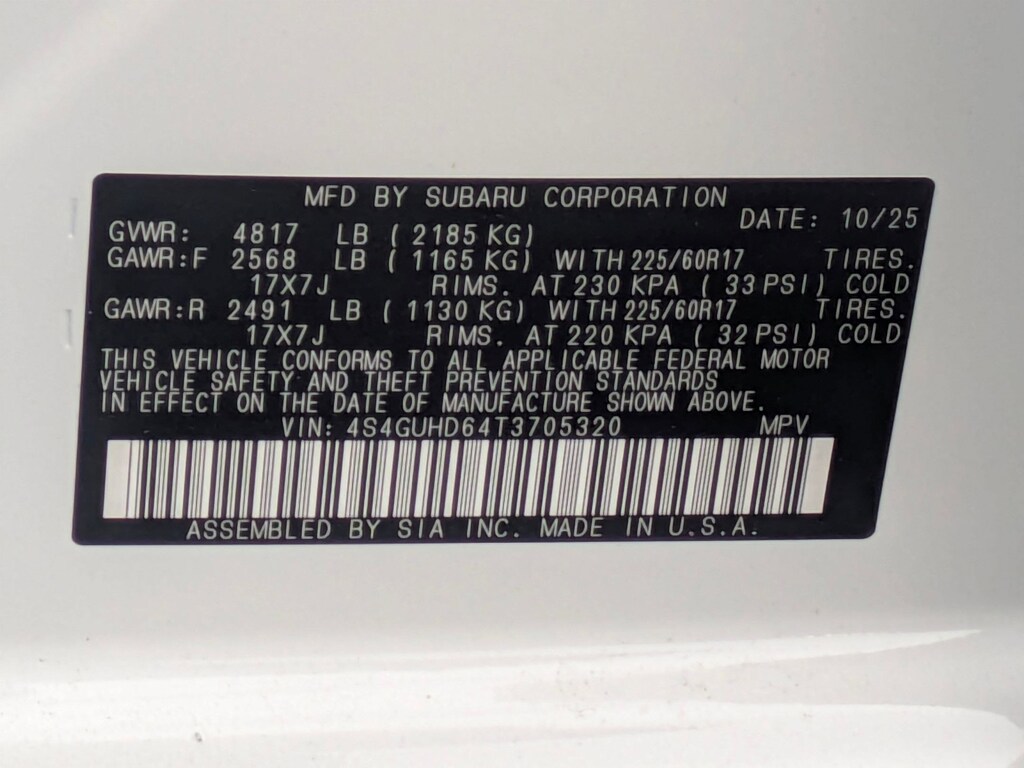 MFD BY SUBARU CORPORATION
DATE: 10/25
GVWR: 4817 LB ( 2185 KG)
GAWR:F 2568 LB ( 1165 KG) WITH 225/60R17 TIRES.
17X7J RIMS. AT 230 KPA ( 33 PSI) COLD
GAWR:R 2491 LB ( 1130 KG) WITH 225/60R17 TIRES.
17X7J RIMS. AT 220 KPA ( 32 PSI) COLD
THIS VEHICLE CONFORMS TO ALL APPLICABLE FEDERAL MOTOR
VEHICLE SAFETY AND THEFT PREVENTION STANDARDS
IN EFFECT ON THE DATE OF MANUFACTURE SHOWN ABOVE.
VIN: 4S4GUHD64T3705320 MPV
ASSEMBLED BY SIA INC. MADE IN U.S.A.